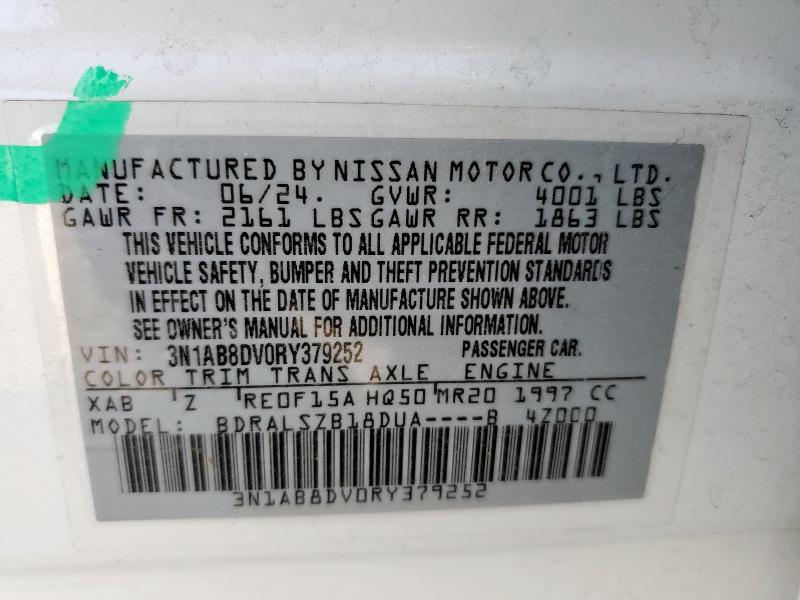 MANUFACTURED BY NISSAN MOTOR CO., LTD.
DATE: 06/24. GVWR: 4001 LBS
GAWR FR: 2161 LBS GAWR RR: 1863 LBS
THIS VEHICLE CONFORMS TO ALL APPLICABLE FEDERAL MOTOR
VEHICLE SAFETY, BUMPER AND THEFT PREVENTION STANDARDS
IN EFFECT ON THE DATE OF MANUFACTURE SHOWN ABOVE.
SEE OWNER'S MANUAL FOR ADDITIONAL INFORMATION.
VIN: 3N1AB8DV0RY379252 PASSENGER CAR.
COLOR TRIM TRANS AXLE ENGINE
XAB Z RE0F15A HQ50 MR20 1997 CC
MODEL: BDRALSZB18DUA----B 4Z000
3N1AB8DV0RY379252